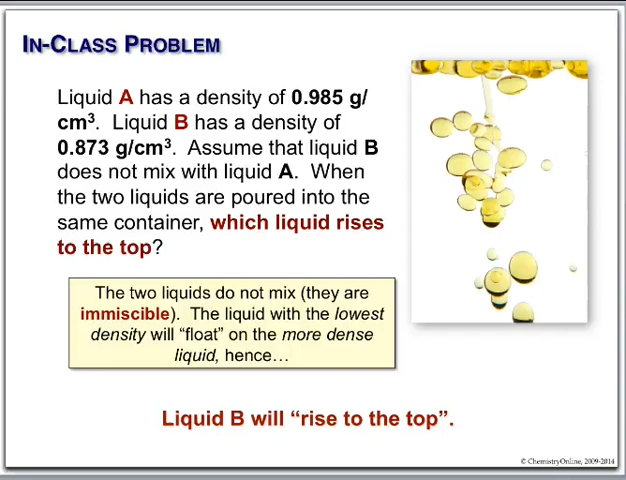 IN-CLASS PROBLEM
Liquid A has a density of 0.985 g/
cm³.  Liquid B has a density of
0.873 g/cm³.  Assume that liquid B
does not mix with liquid A.  When
the two liquids are poured into the
same container, which liquid rises
to the top?
The two liquids do not mix (they are
immiscible).  The liquid with the lowest
density will “float” on the more dense
liquid, hence…
Liquid B will “rise to the top”.
© ChemistryOnline, 2009-2014